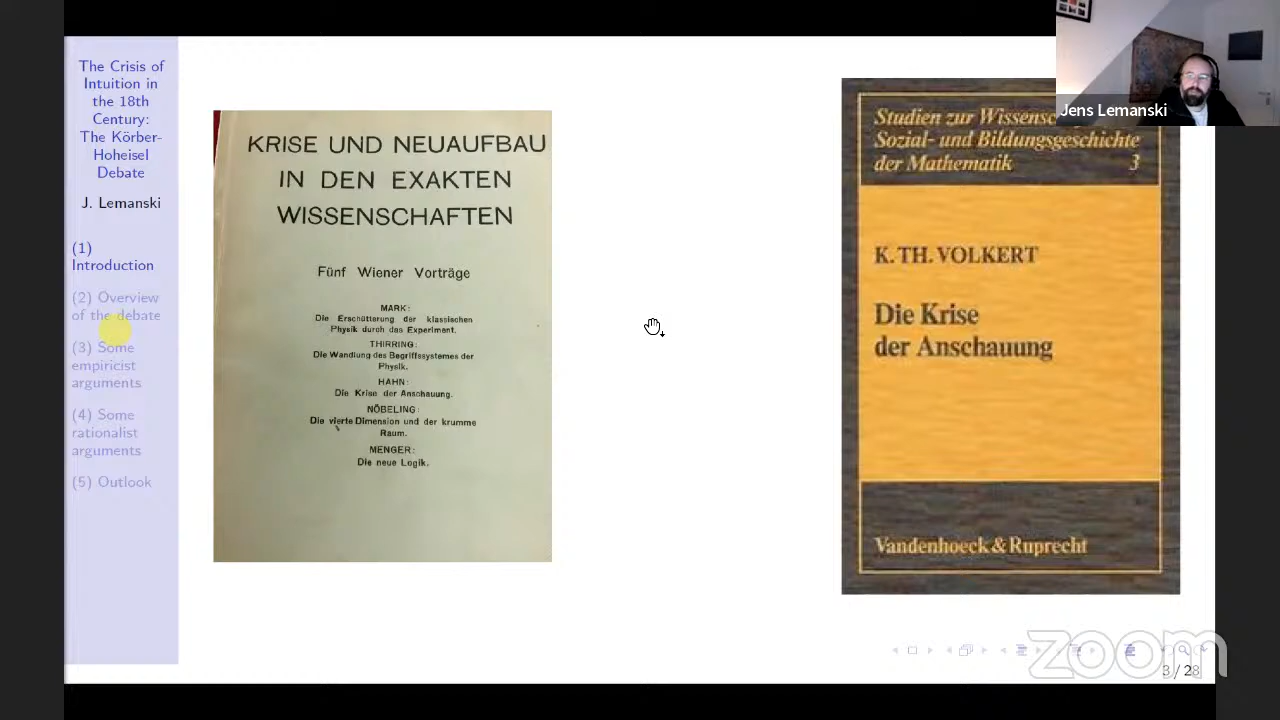 The Crisis of
Intuition in
the 18th
Century:
The Körber-
Hoheisel
Debate
J. Lemanski
(1)
Introduction
(2) Overview
of the debate
(3) Some
empiricist
arguments
(4) Some
rationalist
arguments
(5) Outlook
KRISE UND NEUAUFBAU
IN DEN EXAKTEN
WISSENSCHAFTEN
Fünf Wiener Vorträge
MARK:
Die Erschütterung der klassischen
Physik durch das Experiment.
THIRRING:
Die Wandlung des Begriffssystemes der
Physik.
HAHN:
Die Krise der Anschauung.
NÖBELING:
Die vierte Dimension und der krumme
Raum.
MENGER:
Die neue Logik.
Jens Lemanski
Studien zur
Sozial- und Bildungsgeschichte
der Mathematik 3
K. TH. VOLKERT
Die Krise
der Anschauung
Vandenhoeck & Ruprecht
zoom
3 / 28